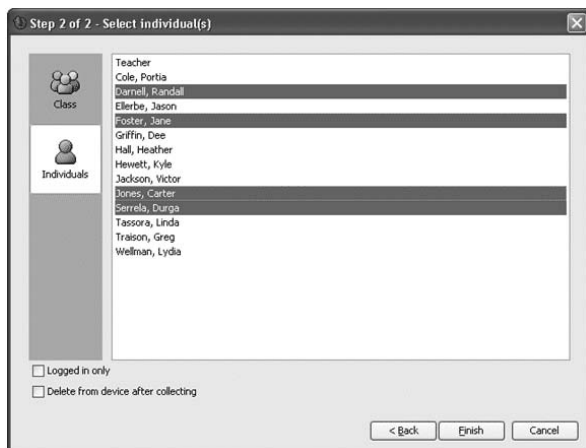 Step 2 of 2 - Select individual(s)
Class
Individuals
Teacher
Cole, Portia
Darnell, Randall
Ellerbe, Jason
Foster, Jane
Griffin, Dee
Hall, Heather
Hewett, Kyle
Jackson, Victor
Jones, Carter
Serrela, Durga
Tassora, Linda
Traison, Greg
Wellman, Lydia
Logged in only
Delete from device after collecting
< Back
Finish
Cancel